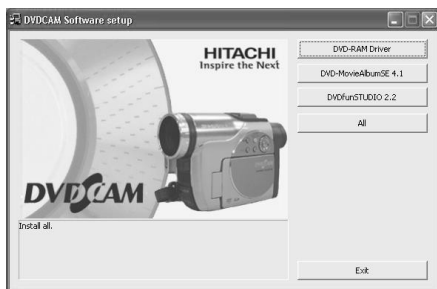 DVDCAM Software setup
HITACHI
Inspire the Next
DVDCAM
Install all.
DVD-RAM Driver
DVD-MovieAlbumSE 4.1
DVDfunSTUDIO 2.2
All
Exit